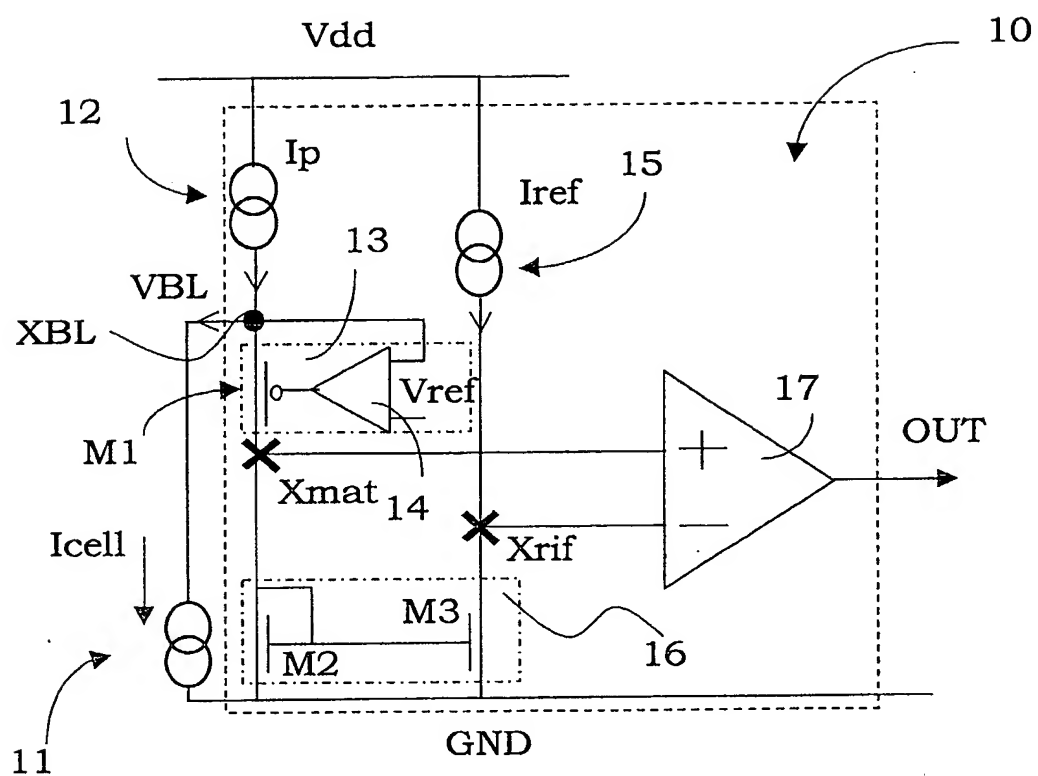 Vdd
10
12
Ip
15
Iref
13
VBL
XBL
Vref
17
M1
OUT
Xmat
14
+
−
Icell
Xrif
M3
M2
16
11
GND